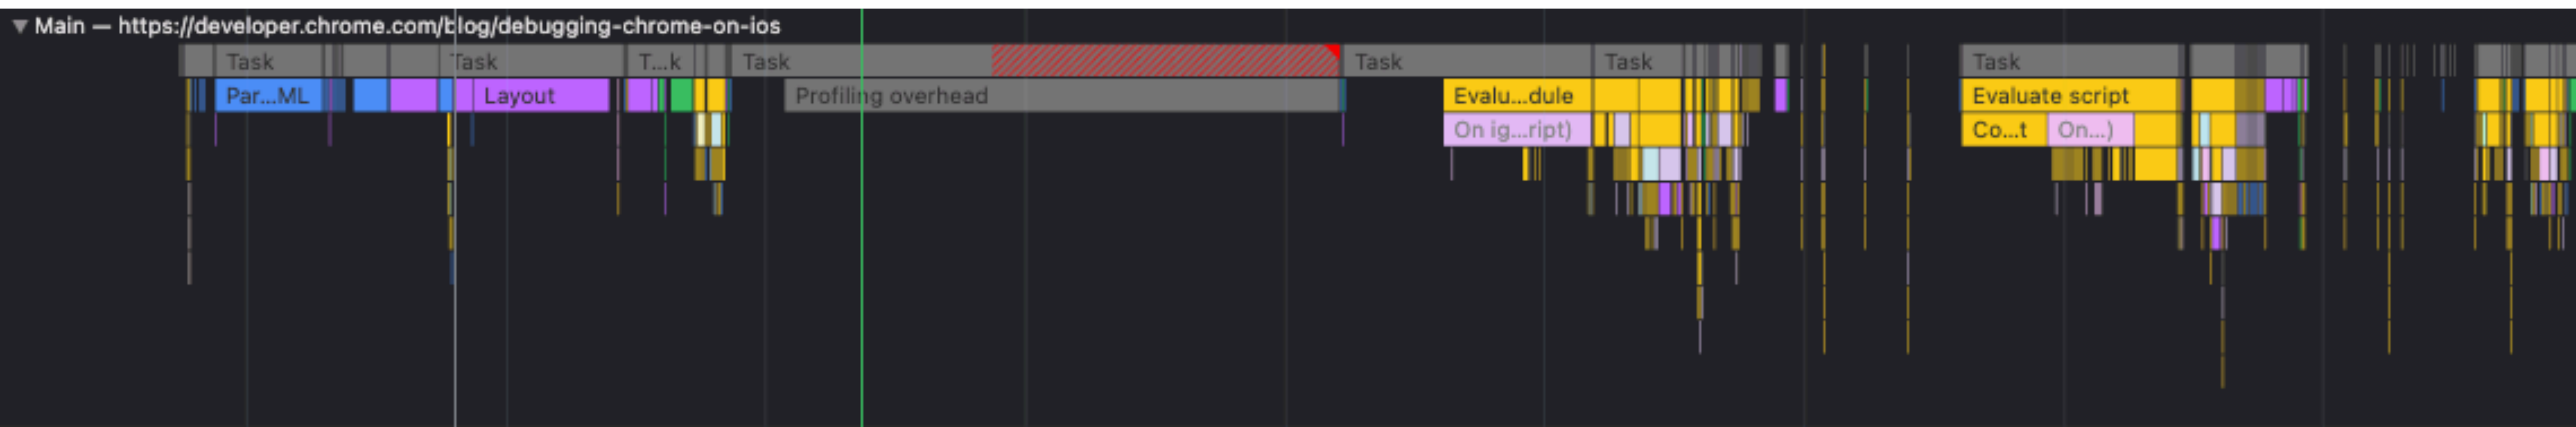 Main — https://developer.chrome.com/blog/debugging-chrome-on-ios
Task Task T...k Task Task Task Task
Par...ML Layout Profiling overhead Evalu...dule Evaluate script
On ig...ript) Co...t On...)